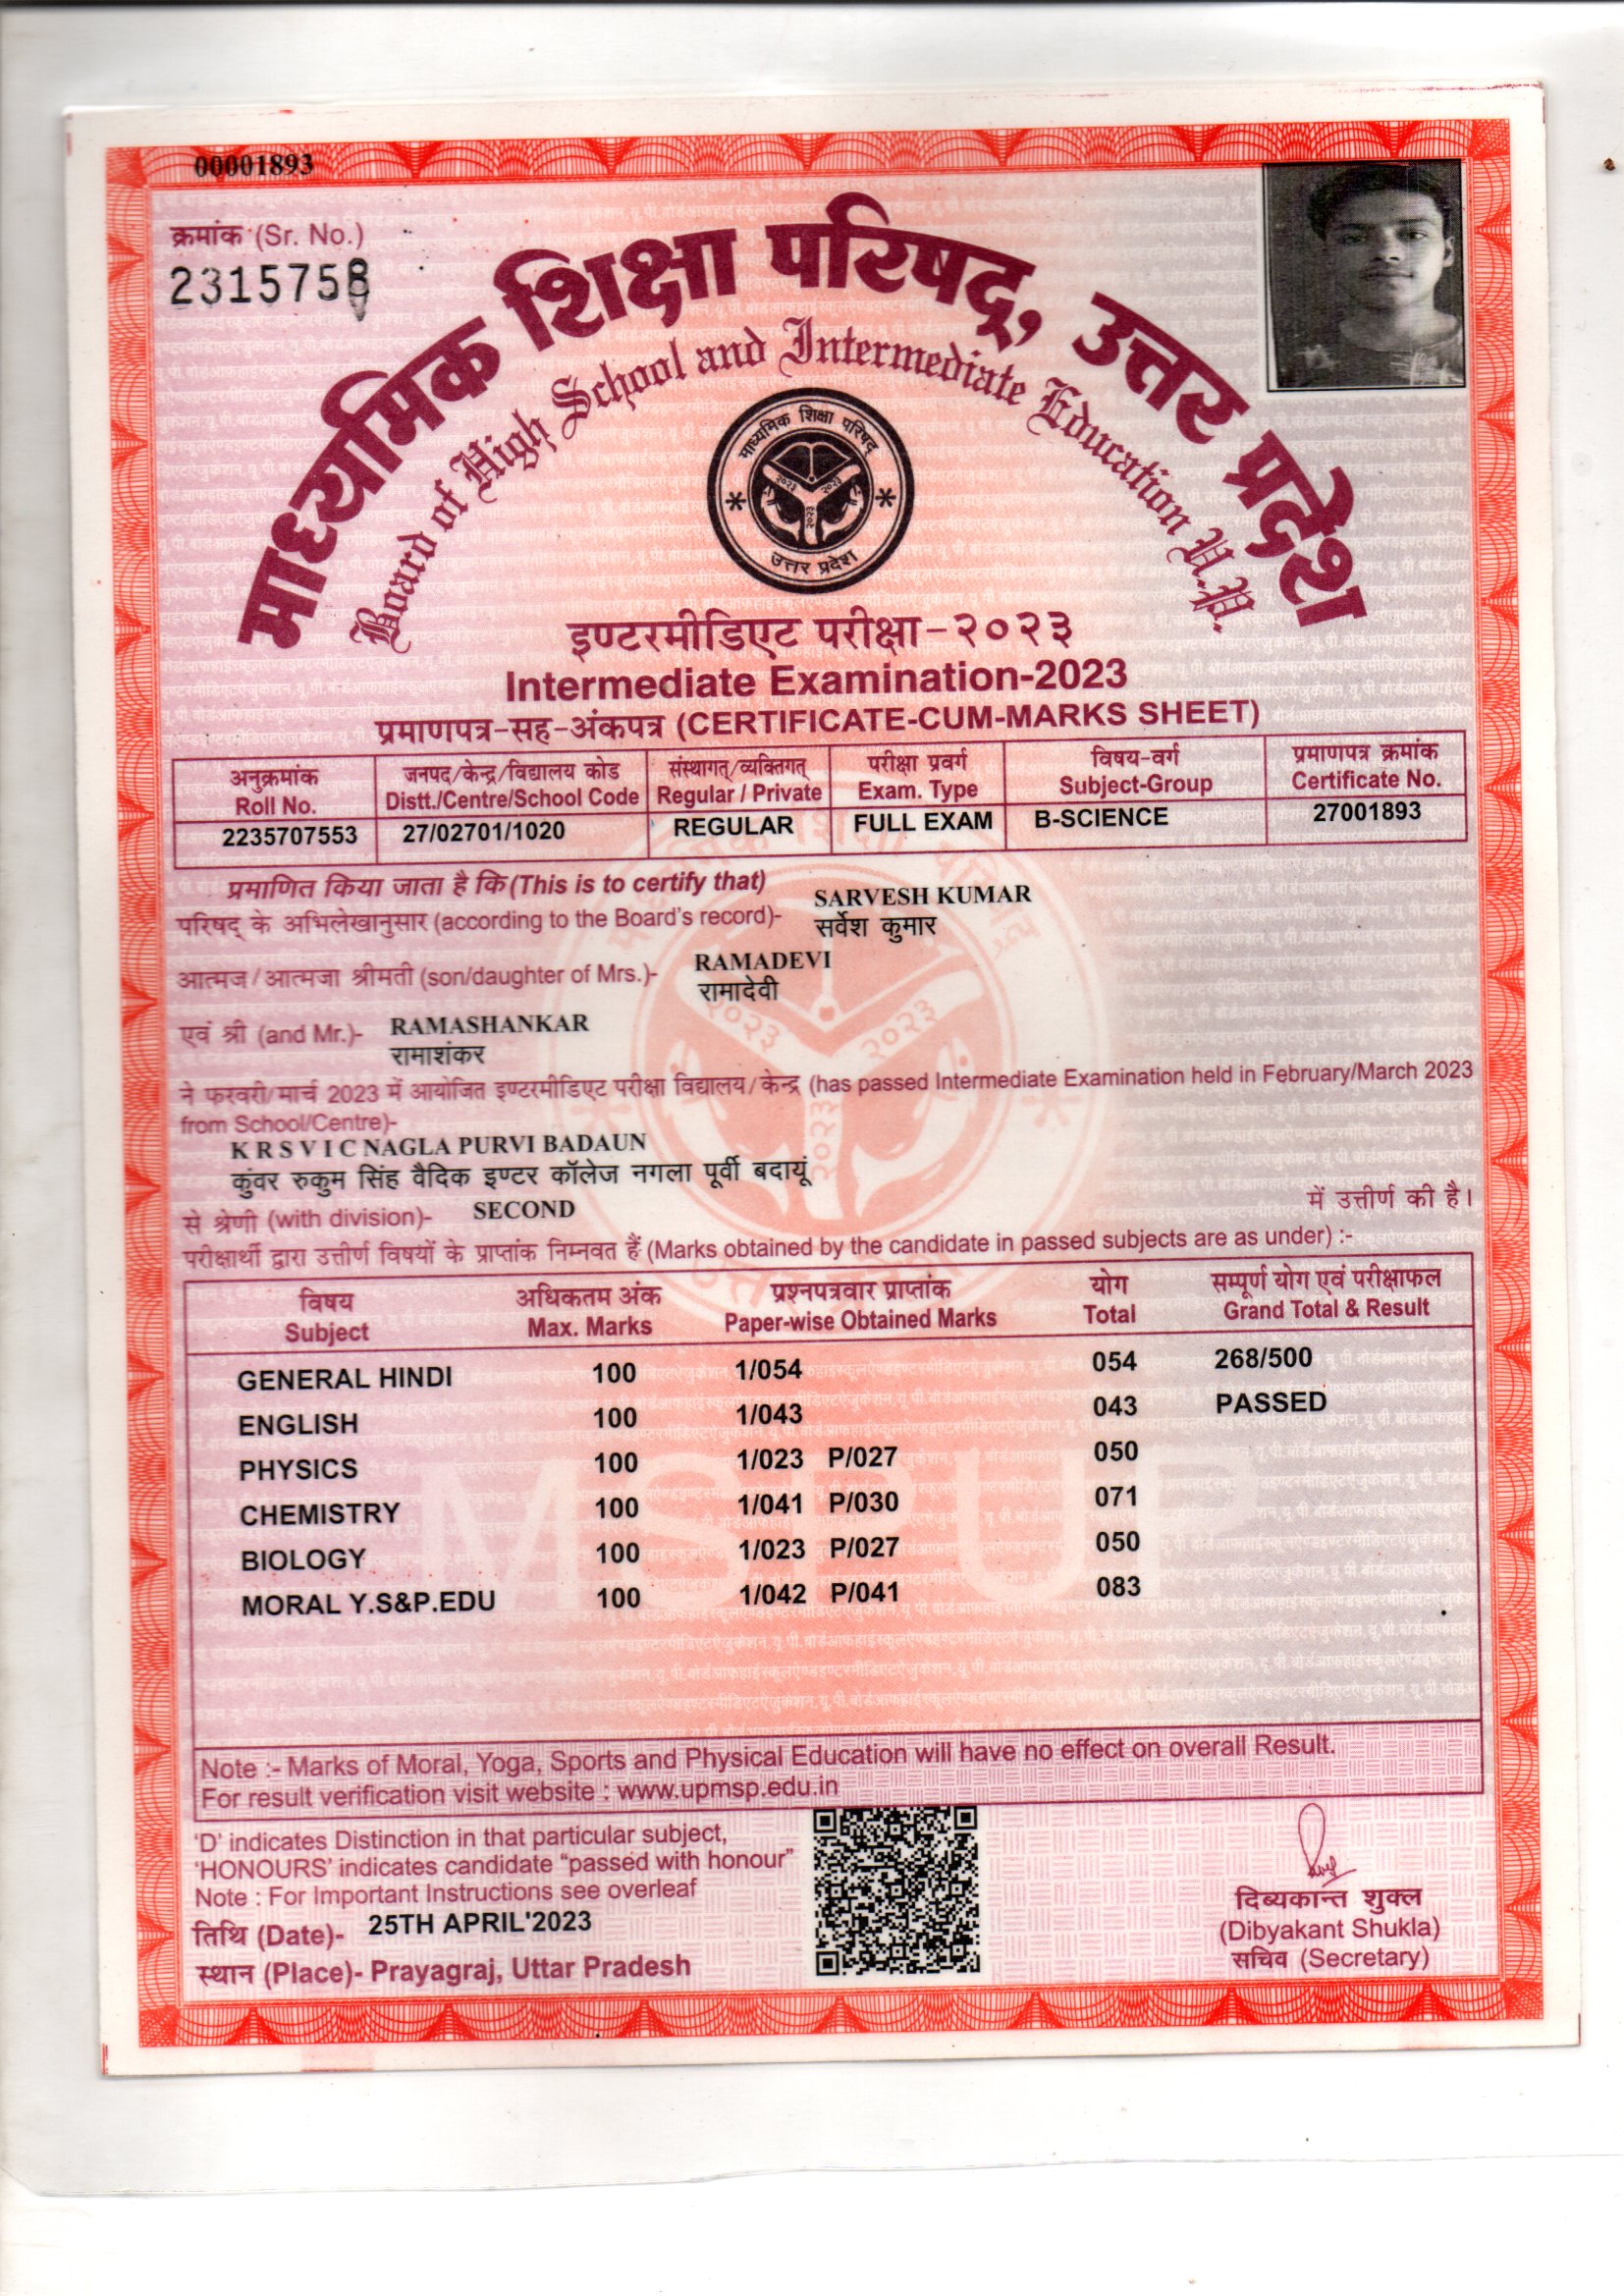 00001893
क्रमांक (Sr. No.)
231575
माध्यमिक शिक्षा परिषद्, उत्तर प्रदेश
Board of High School and Intermediate Education U.P.
माध्यमिक शिक्षा परिषद्
२०२३ २०२३
२०२३
उत्तर प्रदेश
इण्टरमीडिएट परीक्षा-२०२३
Intermediate Examination-2023
प्रमाणपत्र-सह-अंकपत्र (CERTIFICATE-CUM-MARKS SHEET)
अनुक्रमांक जनपद/केन्द्र/विद्यालय कोड संस्थागत्/व्यक्तिगत् परीक्षा प्रवर्ग विषय-वर्ग प्रमाणपत्र क्रमांक
Roll No. Distt./Centre/School Code Regular / Private Exam. Type Subject-Group Certificate No.
2235707553 27/02701/1020 REGULAR FULL EXAM B-SCIENCE 27001893
प्रमाणित किया जाता है कि (This is to certify that)
SARVESH KUMAR
परिषद् के अभिलेखानुसार (according to the Board's record)- सर्वेश कुमार
RAMADEVI
आत्मज/आत्मजा श्रीमती (son/daughter of Mrs.)- रामादेवी
एवं श्री (and Mr.)- RAMASHANKAR
रामाशंकर
ने फरवरी/मार्च 2023 में आयोजित इण्टरमीडिएट परीक्षा विद्यालय/केन्द्र (has passed Intermediate Examination held in February/March 2023
from School/Centre)-
K R S V I C NAGLA PURVI BADAUN
कुंवर रुकुम सिंह वैदिक इण्टर कॉलेज नगला पूर्वी बदायूं
से श्रेणी (with division)- SECOND में उत्तीर्ण की है।
परीक्षार्थी द्वारा उत्तीर्ण विषयों के प्राप्तांक निम्नवत हैं (Marks obtained by the candidate in passed subjects are as under) :-
विषय अधिकतम अंक प्रश्नपत्रवार प्राप्तांक योग सम्पूर्ण योग एवं परीक्षाफल
Subject Max. Marks Paper-wise Obtained Marks Total Grand Total & Result
GENERAL HINDI 100 1/054 054 268/500
ENGLISH 100 1/043 043 PASSED
PHYSICS 100 1/023 P/027 050
CHEMISTRY 100 1/041 P/030 071
BIOLOGY 100 1/023 P/027 050
MORAL Y.S&P.EDU 100 1/042 P/041 083
Note :- Marks of Moral, Yoga, Sports and Physical Education will have no effect on overall Result.
For result verification visit website : www.upmsp.edu.in
'D' indicates Distinction in that particular subject,
'HONOURS' indicates candidate "passed with honour"
Note : For Important Instructions see overleaf
तिथि (Date)- 25TH APRIL'2023
स्थान (Place)- Prayagraj, Uttar Pradesh
दिब्यकान्त शुक्ल
(Dibyakant Shukla)
सचिव (Secretary)